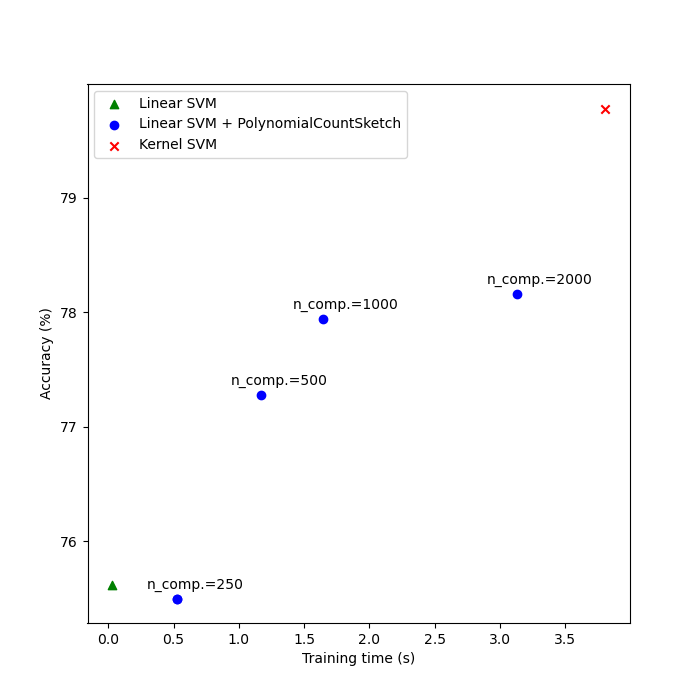 Linear SVM
Linear SVM + PolynomialCountSketch
Kernel SVM
79
n_comp.=2000
n_comp.=1000
78
Accuracy (%)
n_comp.=500
77
76
n_comp.=250
0.0 0.5 1.0 1.5 2.0 2.5 3.0 3.5
Training time (s)